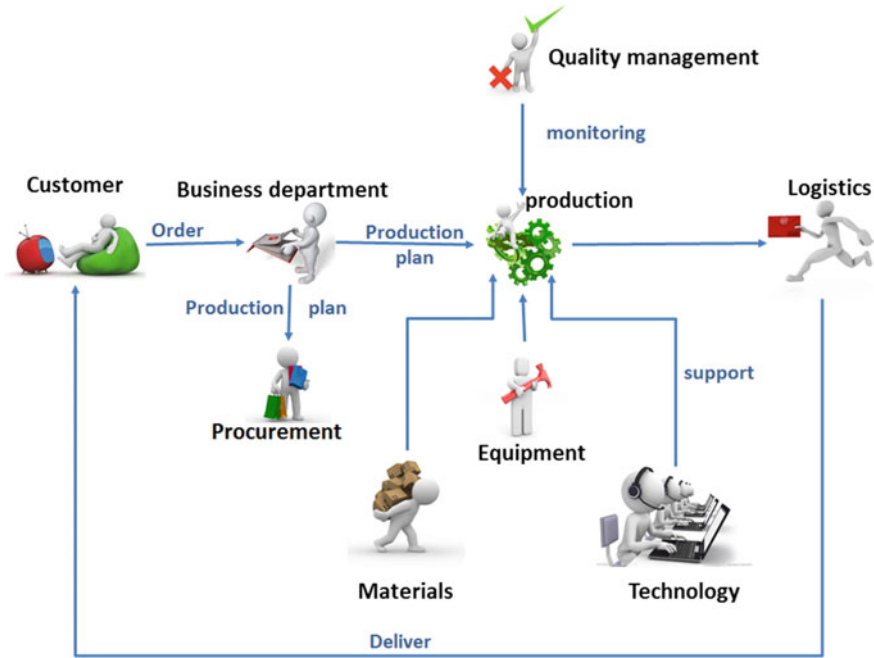 Quality management
monitoring
Customer
Business department
production
Logistics
Order
Production
plan
Production plan
Procurement
support
Equipment
Materials
Technology
Deliver